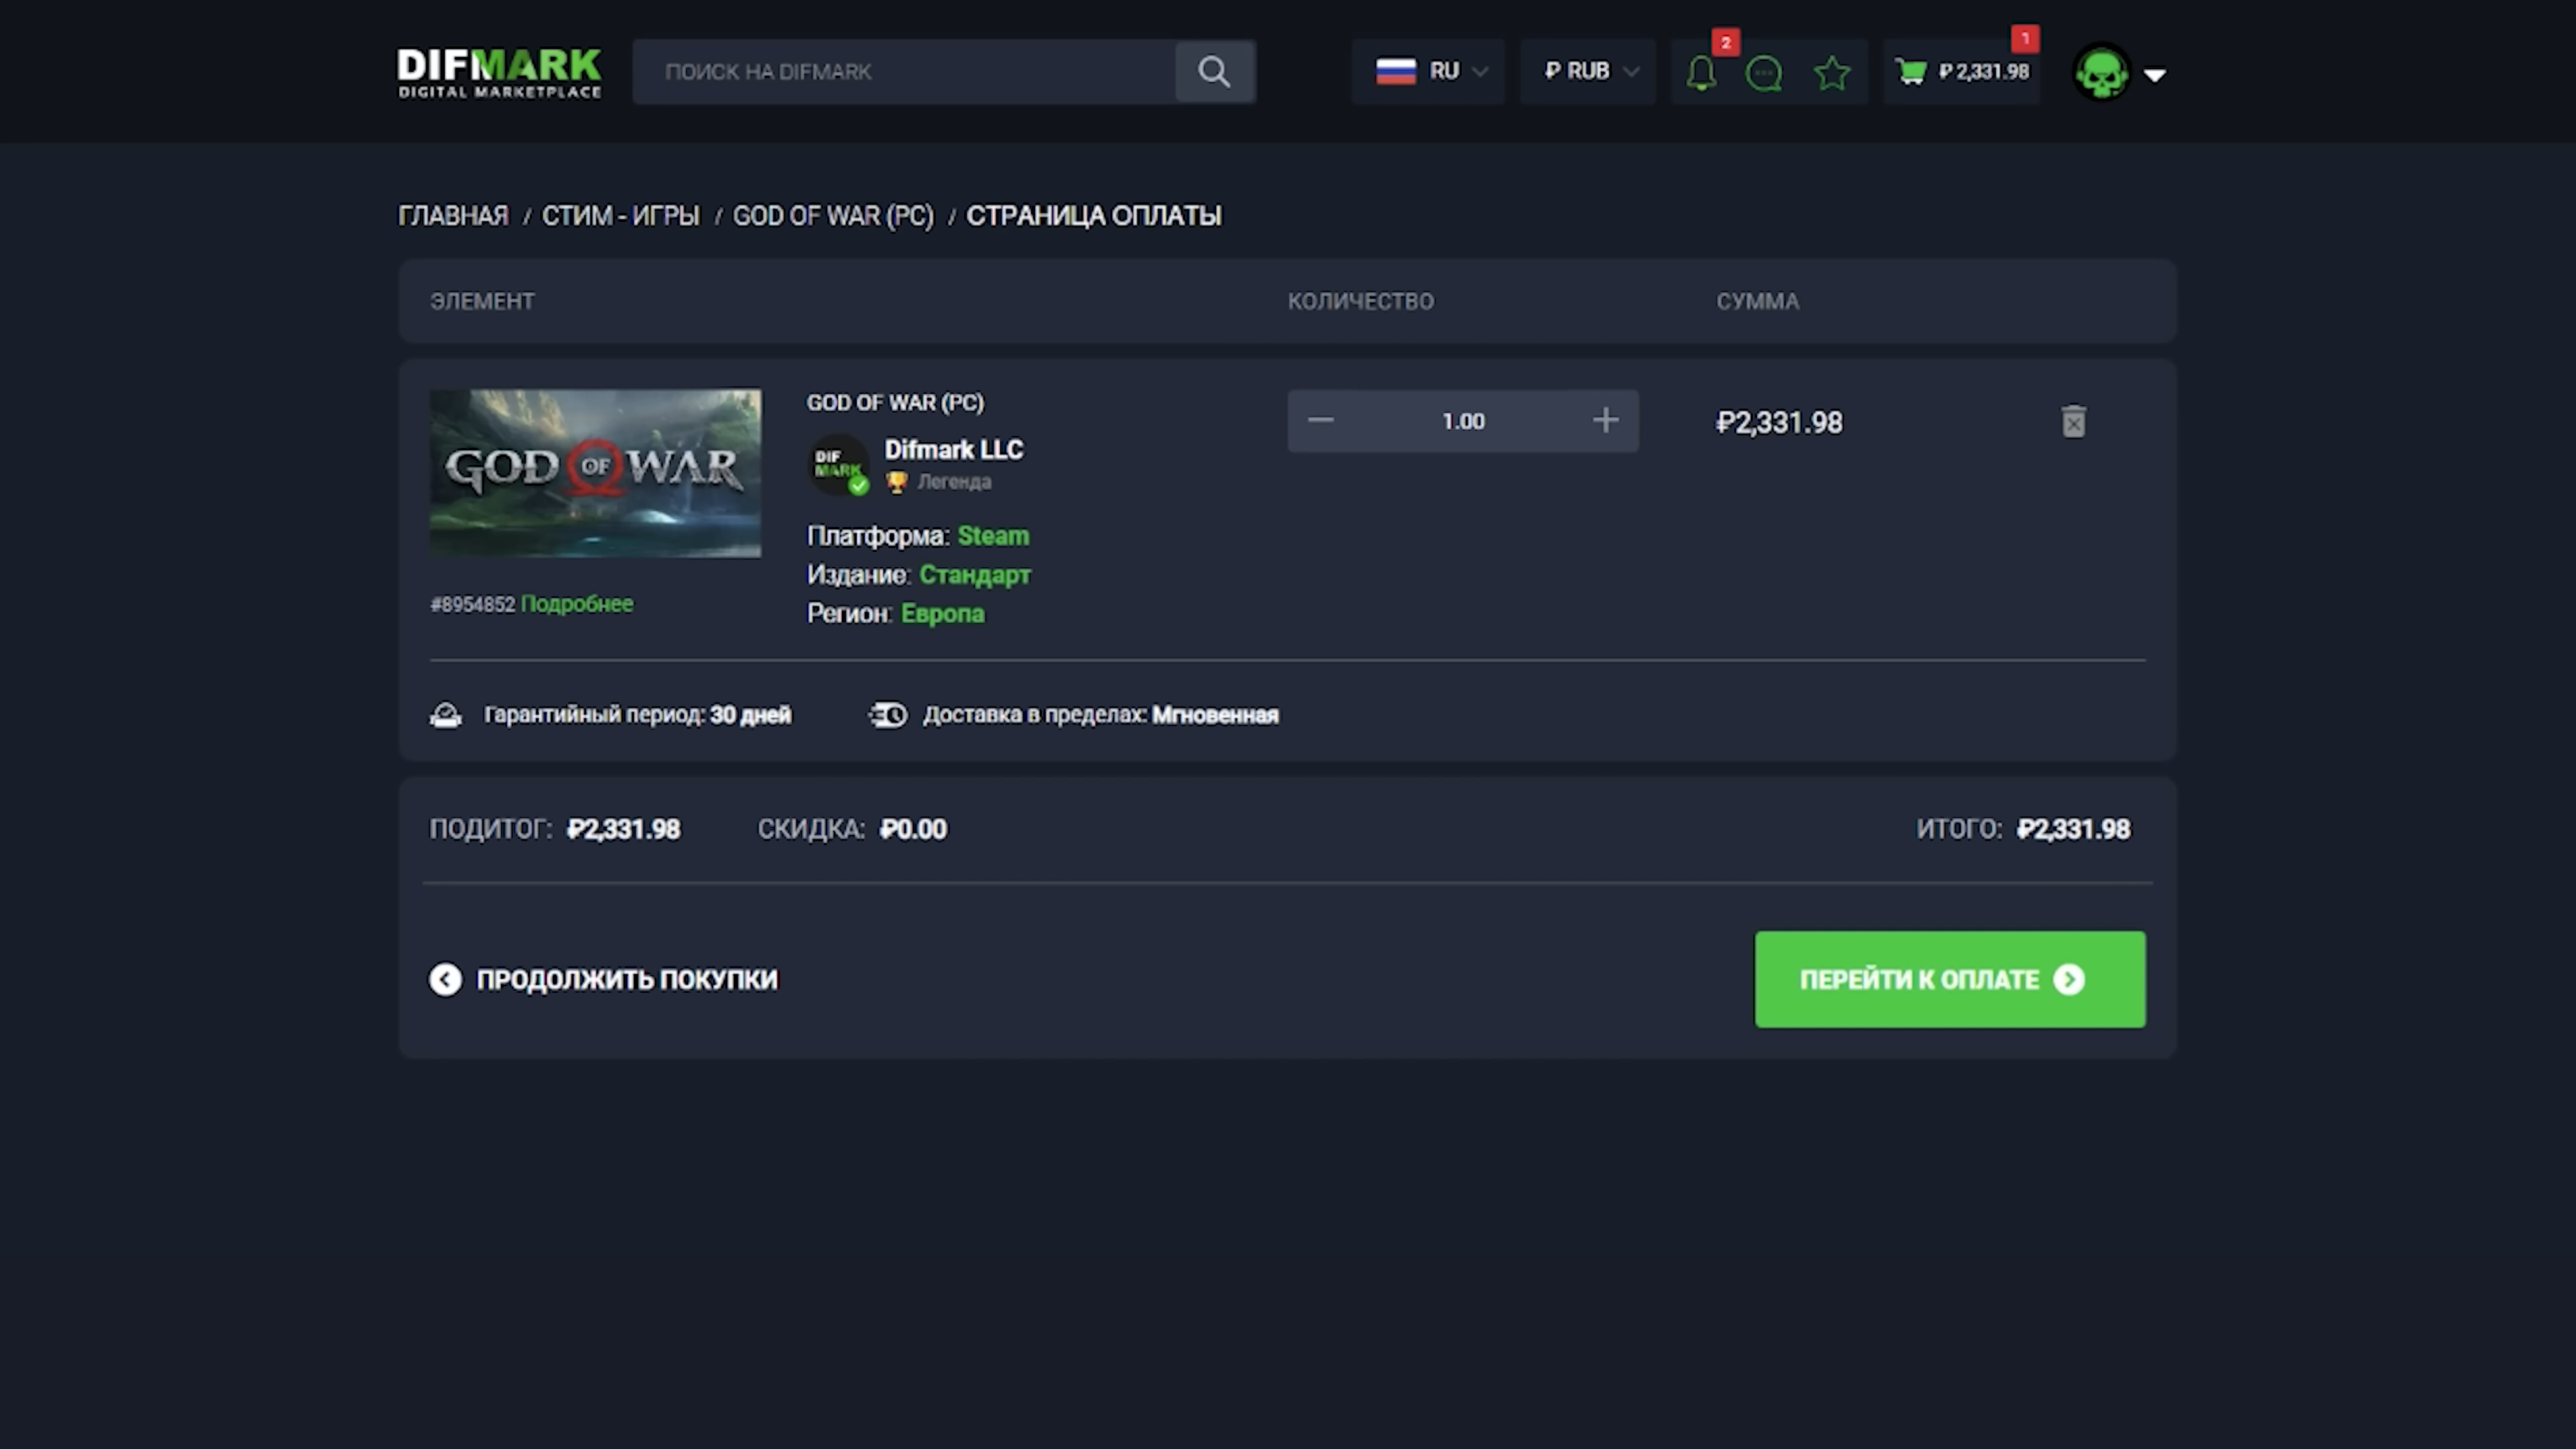 DIFMARK
DIGITAL MARKETPLACE
ПОИСК НА DIFMARK
RU
₽ RUB
2
1
₽ 2,331.98
ГЛАВНАЯ / СТИМ - ИГРЫ / GOD OF WAR (PC) / СТРАНИЦА ОПЛАТЫ
ЭЛЕМЕНТ КОЛИЧЕСТВО СУММА
GOD OF WAR
GOD OF WAR (PC)
DIF
MARK
Difmark LLC
Легенда
Платформа: Steam
Издание: Стандарт
Регион: Европа
#8954852 Подробнее
1.00
₽2,331.98
Гарантийный период: 30 дней
Доставка в пределах: Мгновенная
ПОДИТОГ: ₽2,331.98 СКИДКА: ₽0.00 ИТОГО: ₽2,331.98
ПРОДОЛЖИТЬ ПОКУПКИ
ПЕРЕЙТИ К ОПЛАТЕ